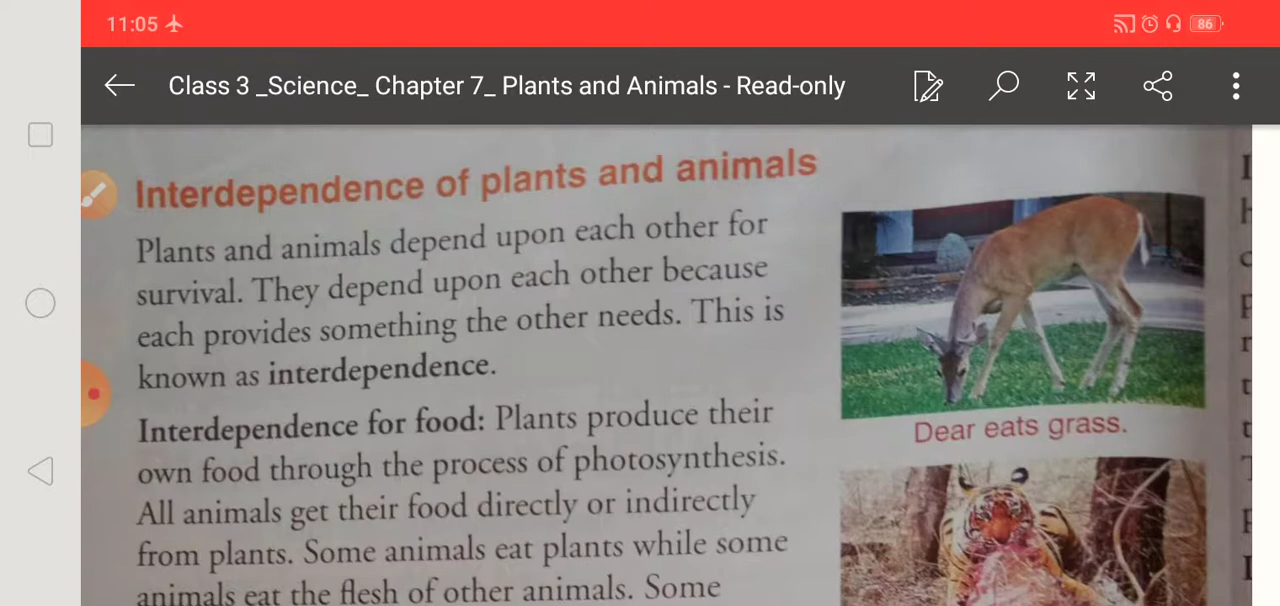 11:05
86
Class 3 _Science_ Chapter 7_ Plants and Animals - Read-only
Interdependence of plants and animals
Plants and animals depend upon each other for
survival. They depend upon each other because
each provides something the other needs. This is
known as interdependence.
Interdependence for food: Plants produce their
own food through the process of photosynthesis.
All animals get their food directly or indirectly
from plants. Some animals eat plants while some
animals eat the flesh of other animals. Some
Dear eats grass.